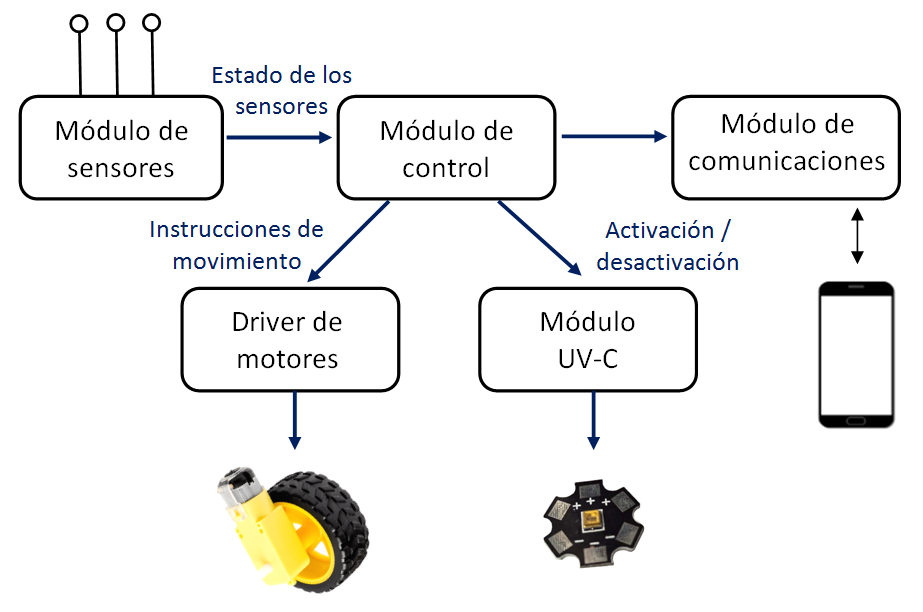 Estado de los
sensores
Módulo de
sensores
Módulo de
control
Módulo de
comunicaciones
Instrucciones de
movimiento
Activación /
desactivación
Driver de
motores
Módulo
UV-C
+ + +